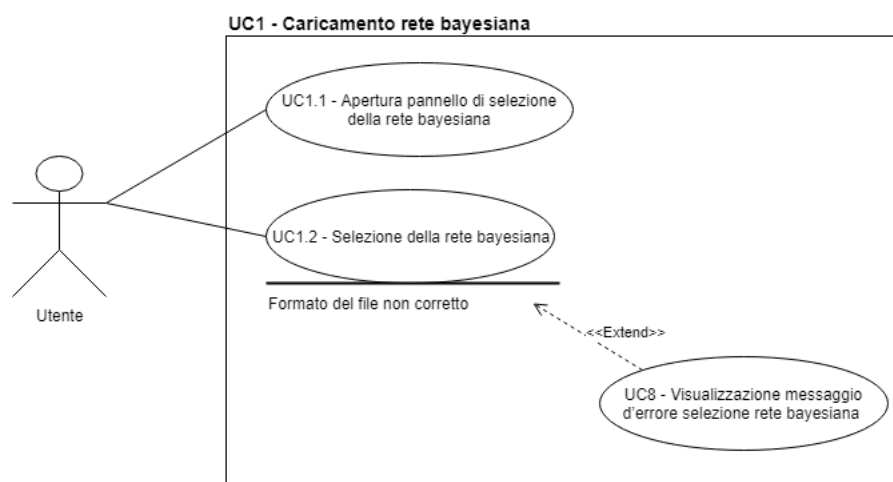 UC1 - Caricamento rete bayesiana
UC1.1 - Apertura pannello di selezione
della rete bayesiana
UC1.2 - Selezione della rete bayesiana
Formato del file non corretto
Utente
<<Extend>>
UC8 - Visualizzazione messaggio
d'errore selezione rete bayesiana